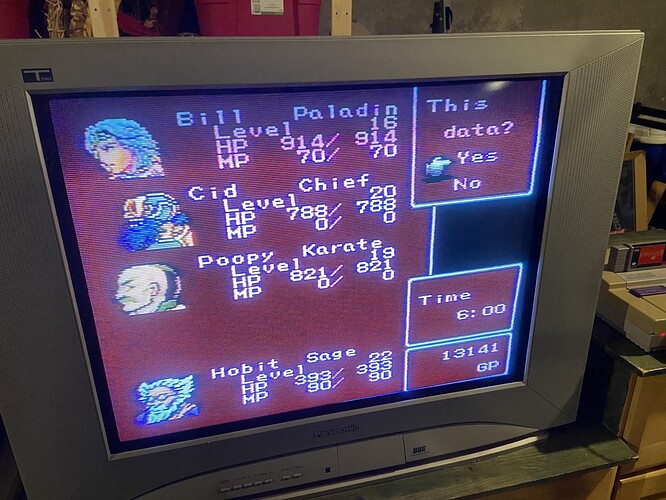 Bill Paladin
Level 16
HP 914/ 914
MP 70/ 70
Cid Chief
Level 20
HP 788/ 788
MP 0/ 0
Poopy Karate
Level 19
HP 821/ 821
MP 0/ 0
Hobit Sage
Level 22
HP 393/ 393
MP 90/ 90
This
data?
Yes
No
Time
6:00
13141
GP
Panasonic